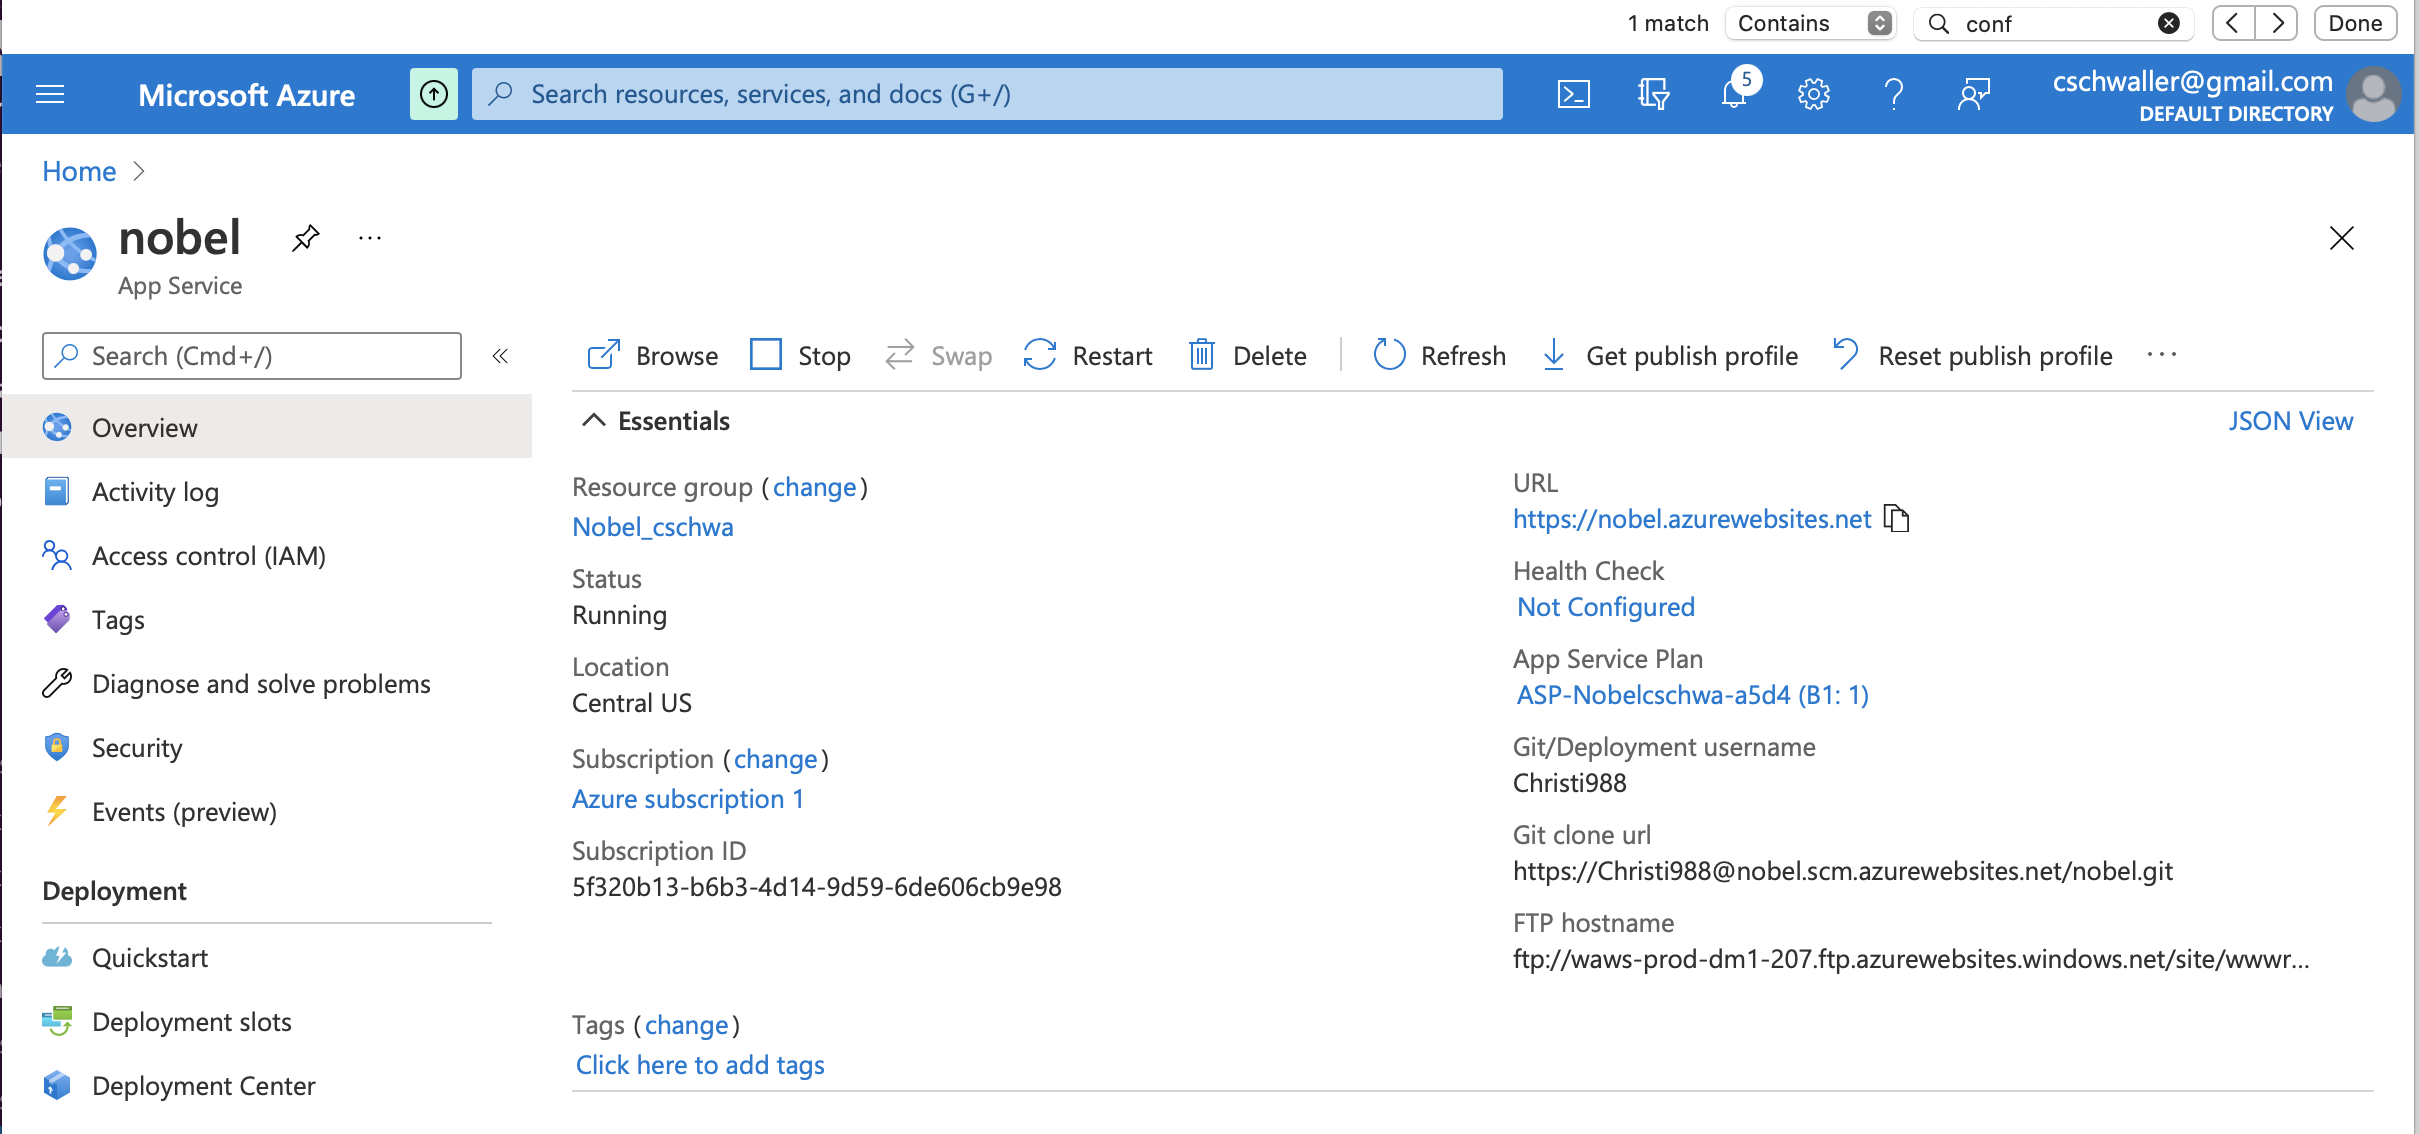 1 match Contains conf Done
Microsoft Azure Search resources, services, and docs (G+/) 5 cschwaller@gmail.com
DEFAULT DIRECTORY
Home
nobel ...
App Service
Search (Cmd+/) «
Browse Stop Swap Restart Delete Refresh Get publish profile Reset publish profile ...
Overview
Activity log
Access control (IAM)
Tags
Diagnose and solve problems
Security
Events (preview)
Deployment
Quickstart
Deployment slots
Deployment Center
Essentials JSON View
Resource group (change)
Nobel_cschwa
Status
Running
Location
Central US
Subscription (change)
Azure subscription 1
Subscription ID
5f320b13-b6b3-4d14-9d59-6de606cb9e98
URL
https://nobel.azurewebsites.net
Health Check
Not Configured
App Service Plan
ASP-Nobelcschwa-a5d4 (B1: 1)
Git/Deployment username
Christi988
Git clone url
https://Christi988@nobel.scm.azurewebsites.net/nobel.git
FTP hostname
ftp://waws-prod-dm1-207.ftp.azurewebsites.windows.net/site/wwwr...
Tags (change)
Click here to add tags